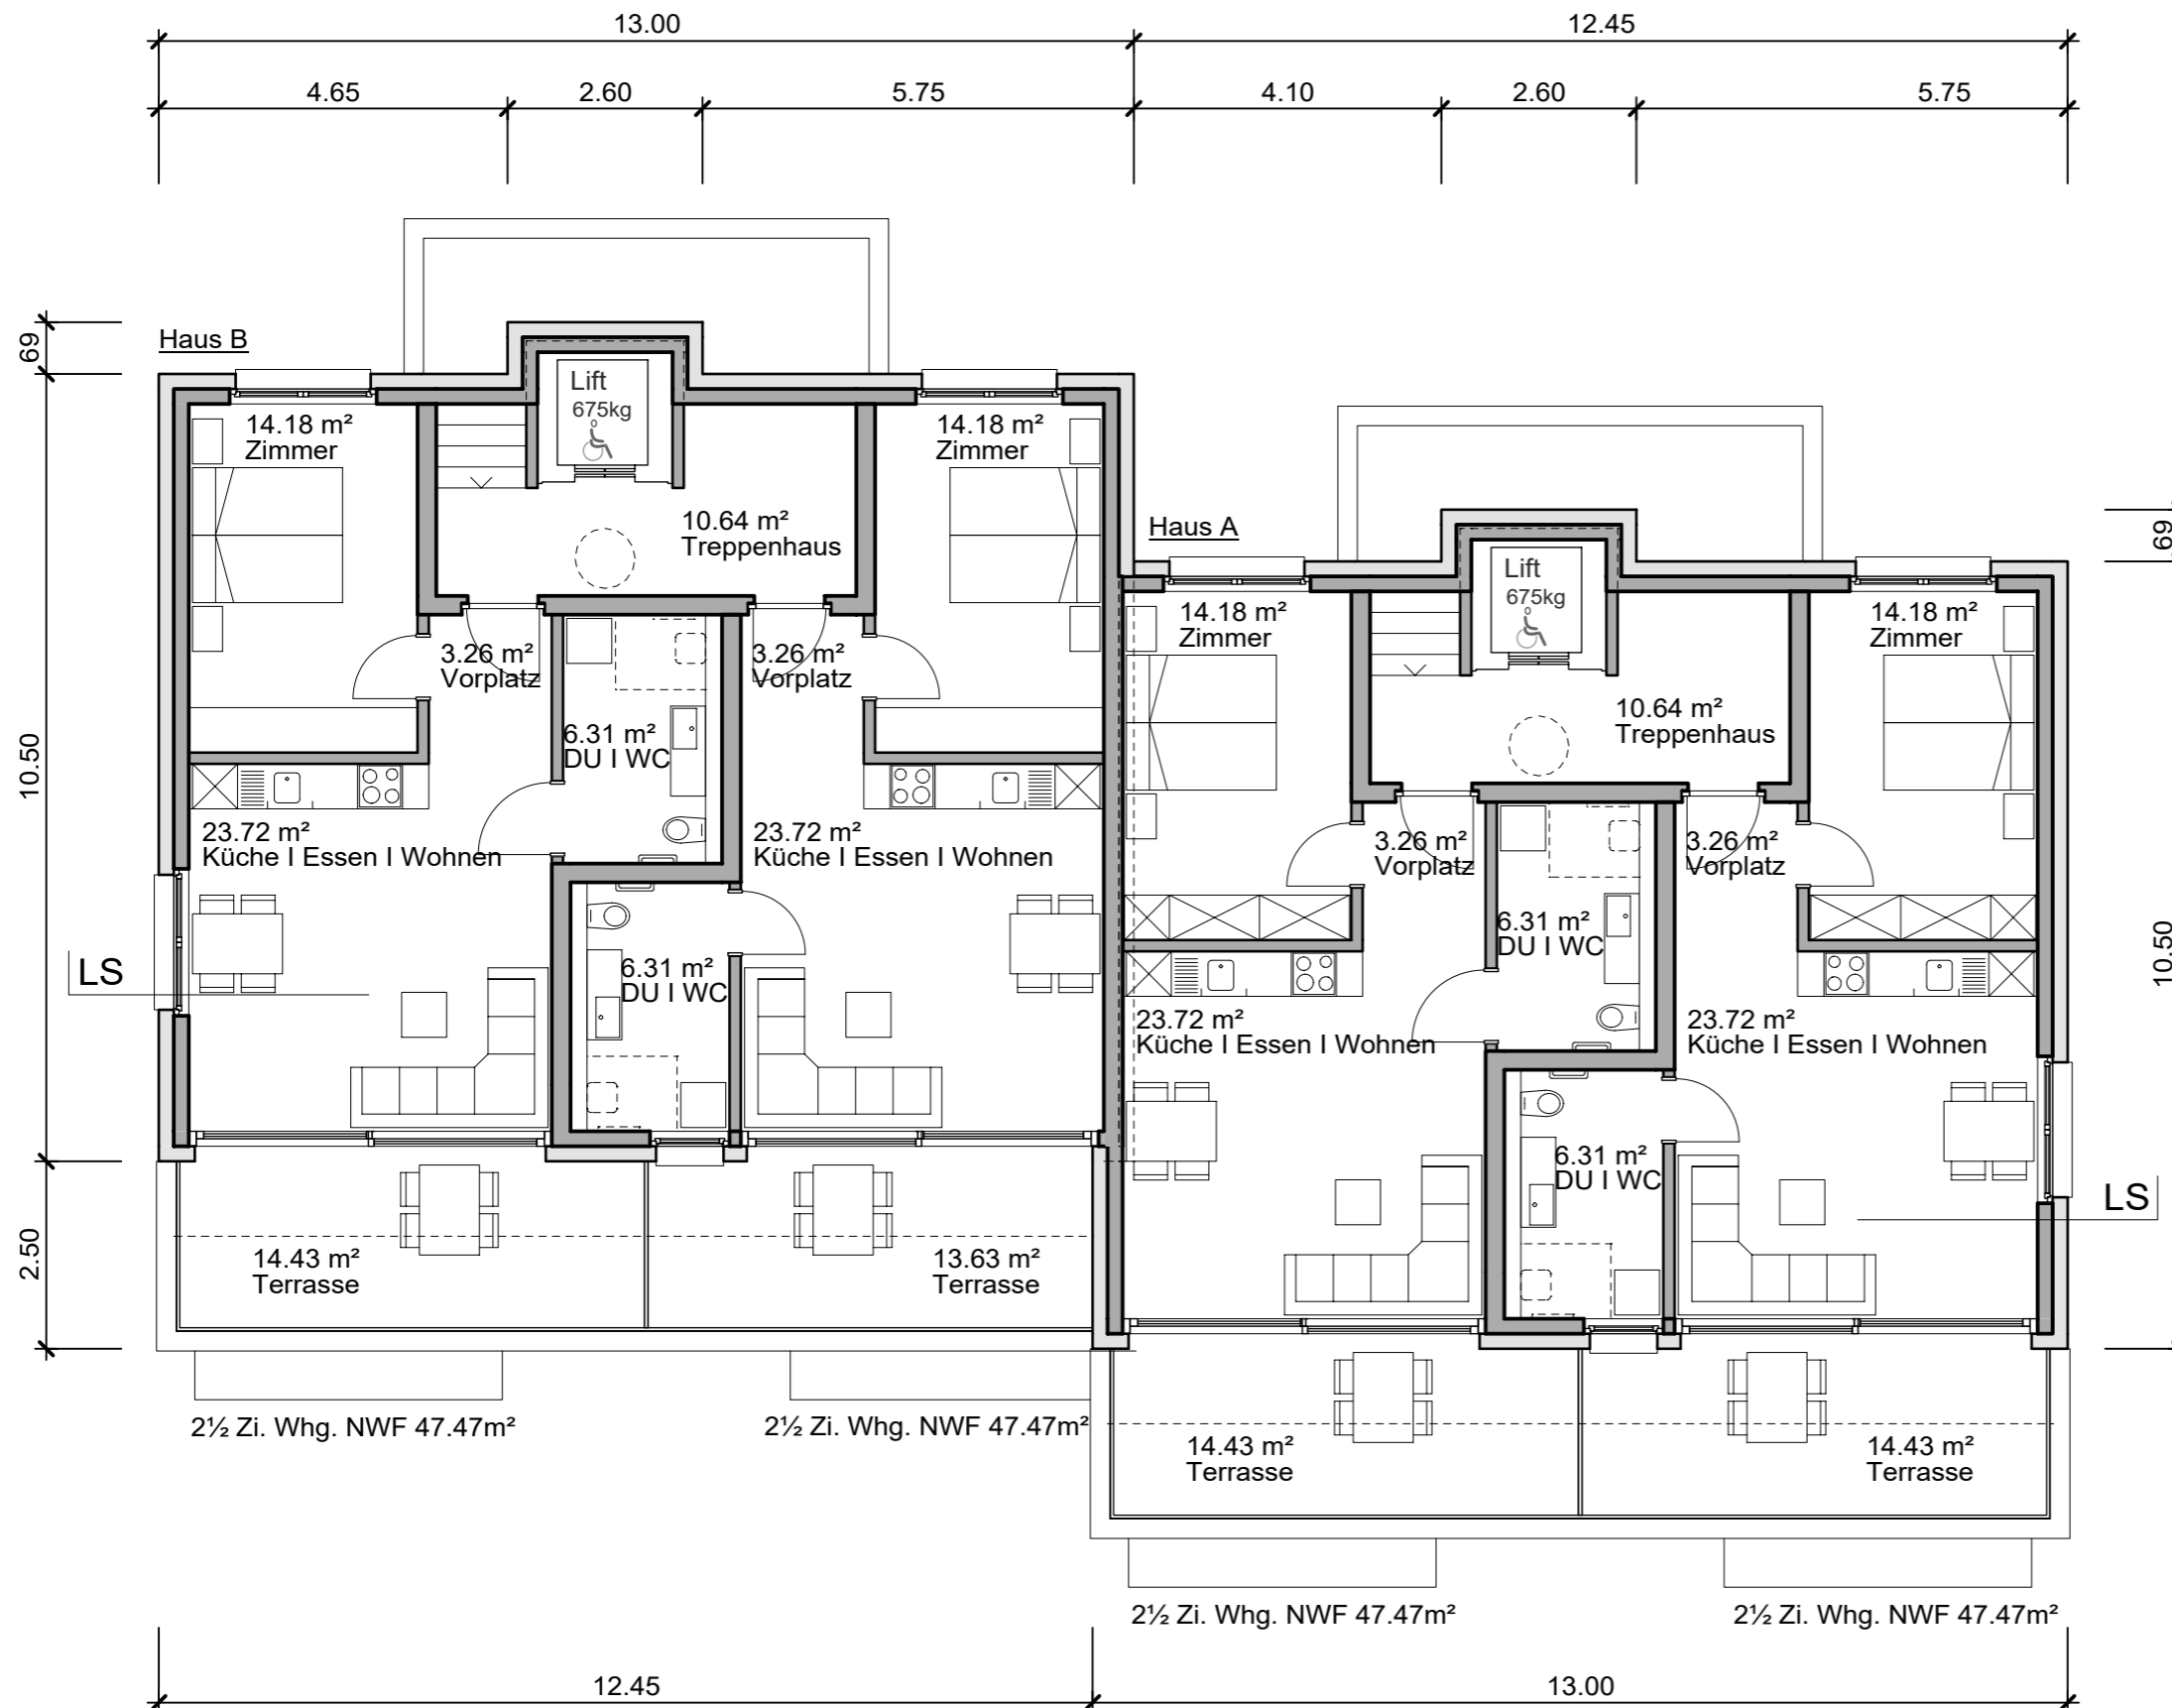 13.00
12.45
4.65
2.60
5.75
4.10
2.60
5.75
69
Haus B
Lift
675kg
14.18 m²
Zimmer
14.18 m²
Zimmer
10.64 m²
Treppenhaus
3.26 m²
Vorplatz
3.26 m²
Vorplatz
6.31 m²
DU I WC
10.50
23.72 m²
Küche I Essen I Wohnen
23.72 m²
Küche I Essen I Wohnen
LS
6.31 m²
DU I WC
2.50
14.43 m²
Terrasse
13.63 m²
Terrasse
2½ Zi. Whg. NWF 47.47m²
2½ Zi. Whg. NWF 47.47m²
Haus A
69
Lift
675kg
14.18 m²
Zimmer
14.18 m²
Zimmer
10.64 m²
Treppenhaus
3.26 m²
Vorplatz
3.26 m²
Vorplatz
6.31 m²
DU I WC
10.50
23.72 m²
Küche I Essen I Wohnen
23.72 m²
Küche I Essen I Wohnen
6.31 m²
DU I WC
LS
14.43 m²
Terrasse
14.43 m²
Terrasse
2½ Zi. Whg. NWF 47.47m²
2½ Zi. Whg. NWF 47.47m²
12.45
13.00